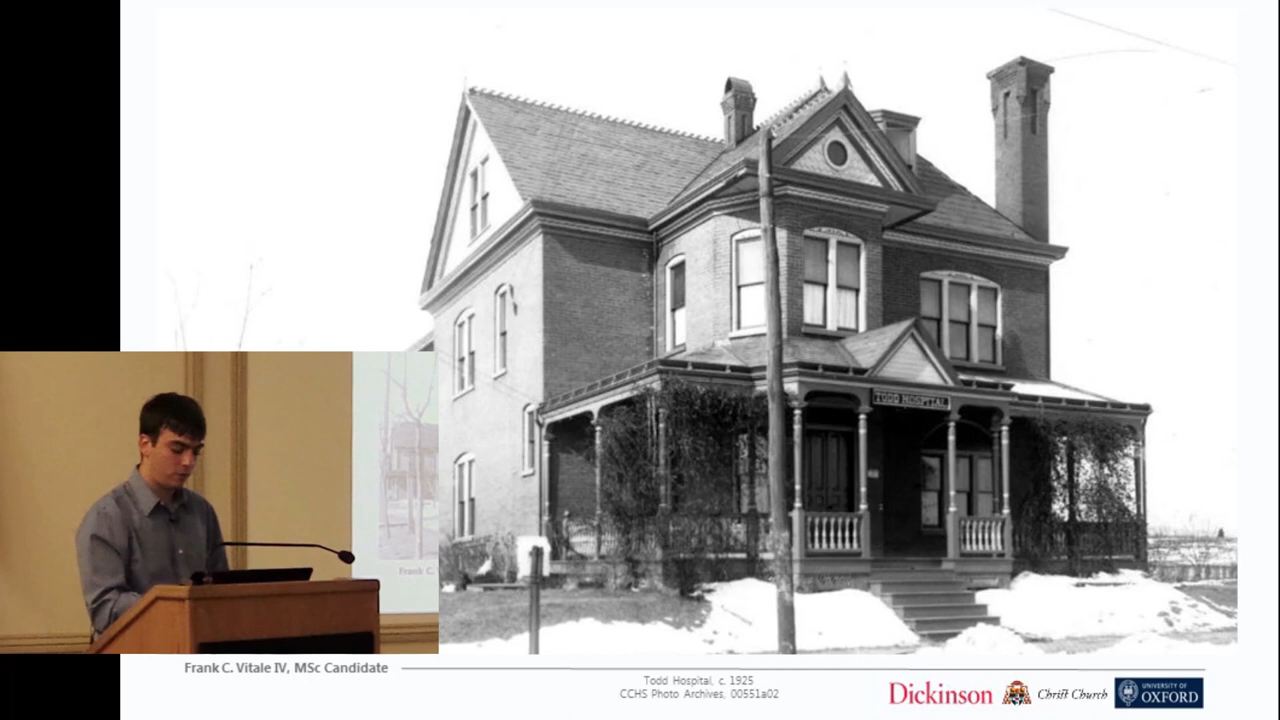 TODD HOSPITAL
Frank C. Vitale IV, MSc Candidate
Todd Hospital, c. 1925
CCHS Photo Archives, 00551a02
Dickinson
Christ Church
UNIVERSITY OF
OXFORD
Frank C.